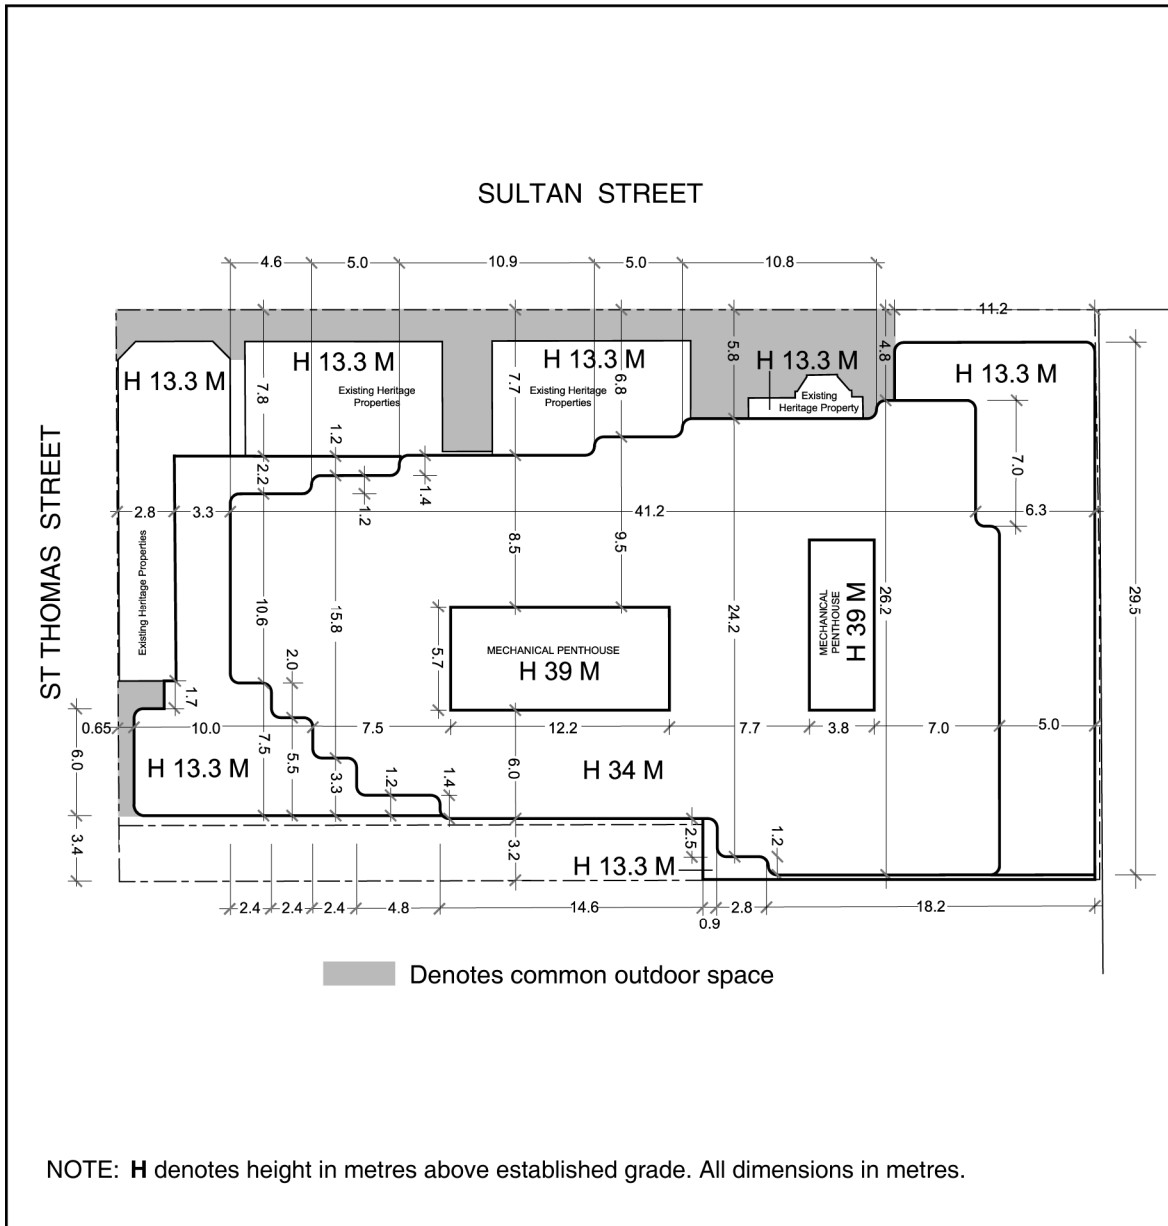 SULTAN STREET
4.6
5.0
10.9
5.0
10.8
11.2
H 13.3 M
H 13.3 M
Existing Heritage
Properties
H 13.3 M
Existing Heritage
Properties
H 13.3 M
Existing
Heritage Property
H 13.3 M
7.8
7.7
6.8
5.8
4.8
1.2
2.2
1.2
1.4
7.0
ST THOMAS STREET
2.8
3.3
41.2
6.3
Existing Heritage Properties
8.5
9.5
10.6
15.8
24.2
26.2
29.5
MECHANICAL PENTHOUSE
H 39 M
5.7
MECHANICAL
PENTHOUSE
H 39 M
2.0
1.7
0.65
10.0
7.5
12.2
7.7
3.8
7.0
5.0
6.0
7.5
5.5
3.3
1.2
1.4
6.0
H 13.3 M
H 34 M
3.4
3.2
2.5
1.2
H 13.3 M
2.4
2.4
2.4
4.8
14.6
0.9
2.8
18.2
Denotes common outdoor space
NOTE: H denotes height in metres above established grade. All dimensions in metres.